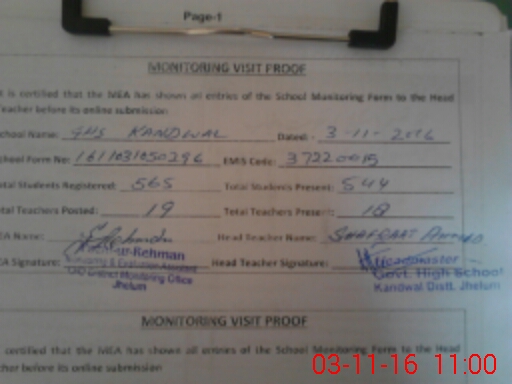 Page-1
MONITORING VISIT PROOF
is certified that the MEA has shown all entries of the School Monitoring Form to the Head
Teacher before its online submission
School Name: GHS KANDWAL Dated: 3-11-2016
School Form No: EMIS Code: 37220015
Total Students Registered: 565 Total Students Present: 544
Total Teachers Posted: 19 Total Teachers Present: 18
MEA Name: Head Teacher Name: SHAFQAAT AHMAD
-Rehman
Monitoring & Evaluation Assistant
MEA Signature: Head Teacher Signature: Headmaster
District Monitoring Office
Jhelum
Govt. High School
Kandwal Distt. Jhelum
MONITORING VISIT PROOF
certified that the MEA has shown all entries of the School Monitoring Form to the Head
Teacher before its online submission
03-11-16 11:00